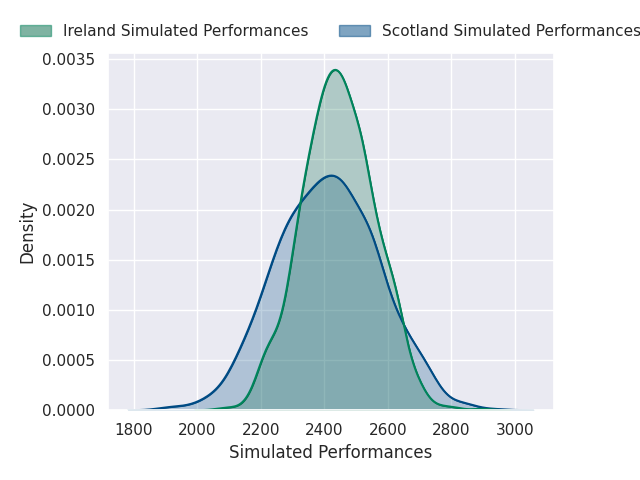 Ireland Simulated Performances
Scotland Simulated Performances
0.0035
0.0030
0.0025
0.0020
0.0015
0.0010
0.0005
0.0000
Density
1800 2000 2200 2400 2600 2800 3000
Simulated Performances